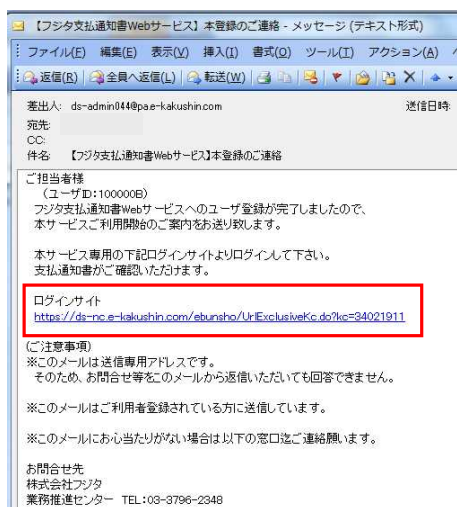 【フジタ支払通知書Webサービス】本登録のご連絡 - メッセージ (テキスト形式)
ファイル(F) 編集(E) 表示(V) 挿入(I) 書式(O) ツール(T) アクション(A)
返信(R) 全員へ返信(L) 転送(W)
差出人: ds-admin044@pa.e-kakushin.com 送信日時:
宛先:
CC:
件名: 【フジタ支払通知書Webサービス】本登録のご連絡
ご担当者様
（ユーザID:100000B）
フジタ支払通知書Webサービスへのユーザ登録が完了しましたので、
本サービスご利用開始のご案内をお送り致します。
本サービス専用の下記ログインサイトよりログインして下さい。
支払通知書がご確認いただけます。
ログインサイト
https://ds-nc.e-kakushin.com/ebunsho/UrlExclusiveKc.do?kc=34021911
(ご注意事項)
※このメールは送信専用アドレスです。
そのため、お問合せ等をこのメールから返信いただいても回答できません。
※このメールはご利用者登録されている方に送信しています。
※このメールにお心当たりがない場合は以下の窓口迄ご連絡願います。
お問合せ先
株式会社フジタ
業務推進センター TEL:03-3796-2348